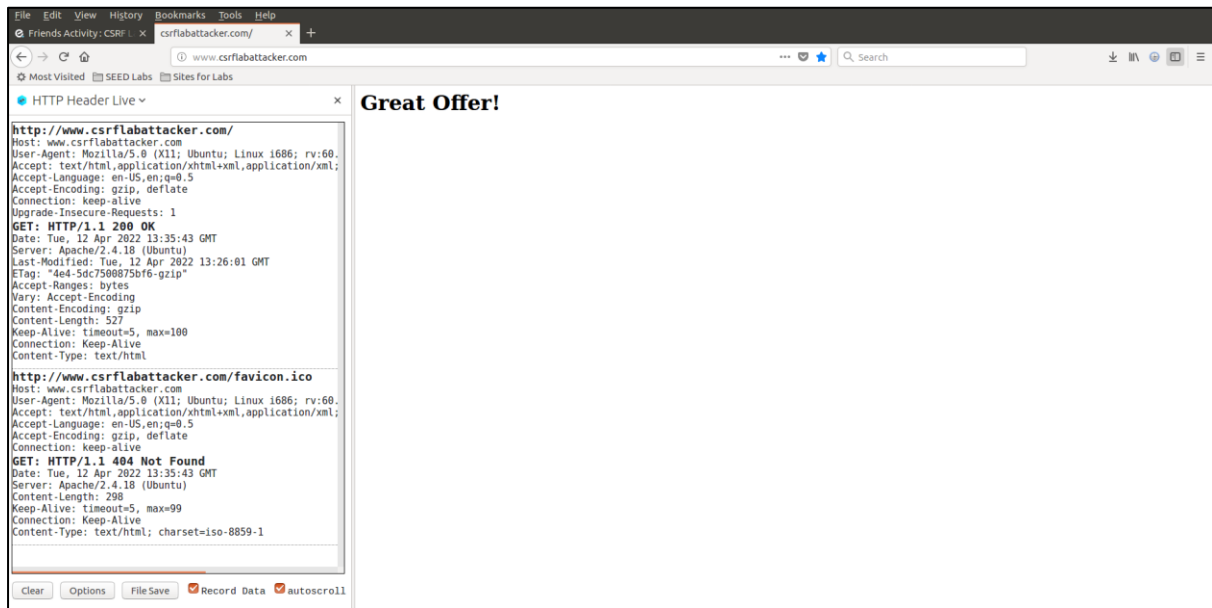 File Edit View History Bookmarks Tools Help
Friends Activity: CSRF L × csrflabattacker.com/ × +
www.csrflabattacker.com ... Search
Most Visited SEED Labs Sites for Labs
HTTP Header Live ×
Great Offer!
http://www.csrflabattacker.com/
Host: www.csrflabattacker.com
User-Agent: Mozilla/5.0 (X11; Ubuntu; Linux i686; rv:60.
Accept: text/html,application/xhtml+xml,application/xml;
Accept-Language: en-US,en;q=0.5
Accept-Encoding: gzip, deflate
Connection: keep-alive
Upgrade-Insecure-Requests: 1
GET: HTTP/1.1 200 OK
Date: Tue, 12 Apr 2022 13:35:43 GMT
Server: Apache/2.4.18 (Ubuntu)
Last-Modified: Tue, 12 Apr 2022 13:26:01 GMT
ETag: "4e4-5dc7500875bf6-gzip"
Accept-Ranges: bytes
Vary: Accept-Encoding
Content-Encoding: gzip
Content-Length: 527
Keep-Alive: timeout=5, max=100
Connection: Keep-Alive
Content-Type: text/html
http://www.csrflabattacker.com/favicon.ico
Host: www.csrflabattacker.com
User-Agent: Mozilla/5.0 (X11; Ubuntu; Linux i686; rv:60.
Accept: text/html,application/xhtml+xml,application/xml;
Accept-Language: en-US,en;q=0.5
Accept-Encoding: gzip, deflate
Connection: keep-alive
GET: HTTP/1.1 404 Not Found
Date: Tue, 12 Apr 2022 13:35:43 GMT
Server: Apache/2.4.18 (Ubuntu)
Content-Length: 298
Keep-Alive: timeout=5, max=99
Connection: Keep-Alive
Content-Type: text/html; charset=iso-8859-1
Clear Options File Save Record Data autoscroll